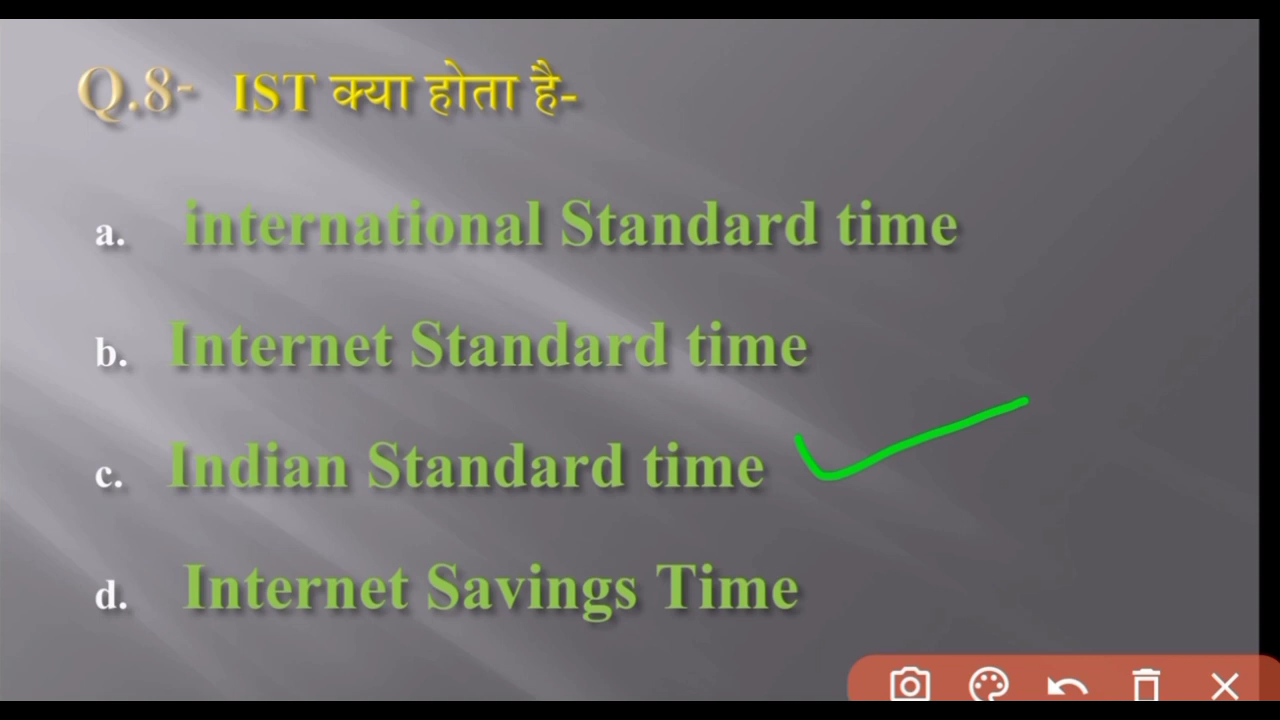 Q.8- IST क्या होता है-
a. international Standard time
b. Internet Standard time
c. Indian Standard time
d. Internet Savings Time